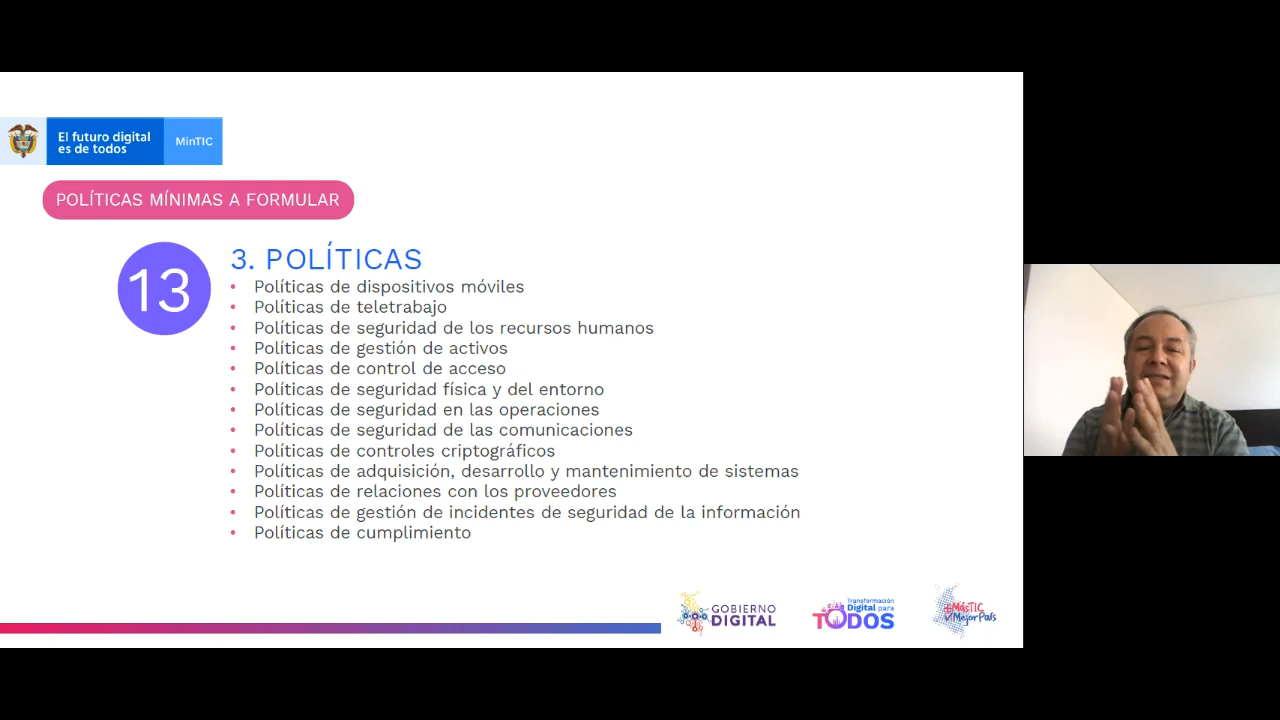 El futuro digital
es de todos
MinTIC
POLÍTICAS MÍNIMAS A FORMULAR
13
3. POLÍTICAS
• Políticas de dispositivos móviles
• Políticas de teletrabajo
• Políticas de seguridad de los recursos humanos
• Políticas de gestión de activos
• Políticas de control de acceso
• Políticas de seguridad física y del entorno
• Políticas de seguridad en las operaciones
• Políticas de seguridad de las comunicaciones
• Políticas de controles criptográficos
• Políticas de adquisición, desarrollo y mantenimiento de sistemas
• Políticas de relaciones con los proveedores
• Políticas de gestión de incidentes de seguridad de la información
• Políticas de cumplimiento
GOBIERNO
DIGITAL
Transformación
Digital para
TODOS
+MásTIC
✓MejorPaís